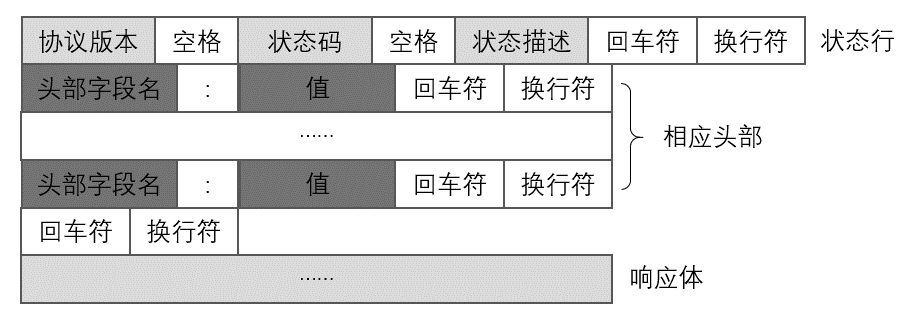 协议版本 空格 状态码 空格 状态描述 回车符 换行符 状态行
头部字段名 : 值 回车符 换行符
……
相应头部
头部字段名 : 值 回车符 换行符
回车符 换行符
…… 响应体